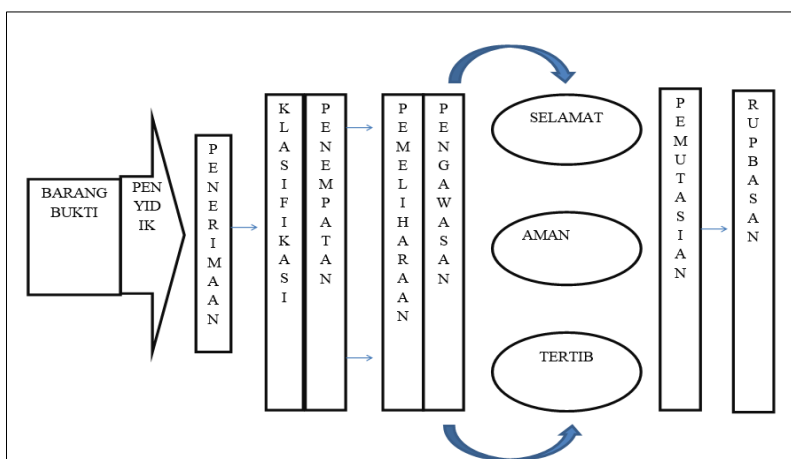 BARANG
BUKTI
PEN
YID
IK
PENERIMAAN
KLASIFIKASI
PENEMPATAN
PEMELIHARAAN
PENGAWASAN
SELAMAT
AMAN
TERTIB
PEMUTASIAN
RUPBASAN